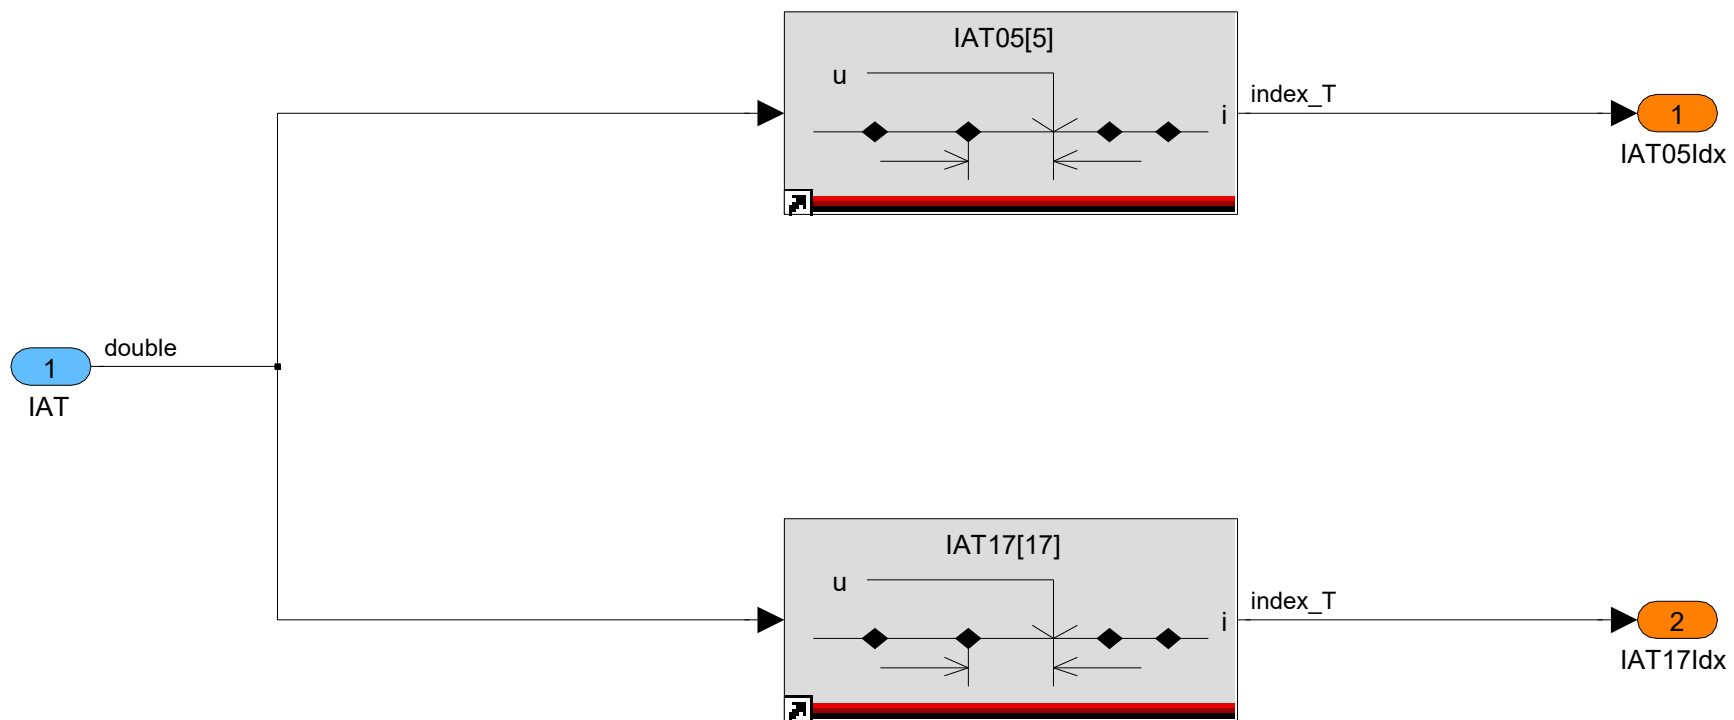 IAT05[5]
u
i
index_T
1
IAT05Idx
double
1
IAT
IAT17[17]
u
i
index_T
2
IAT17Idx